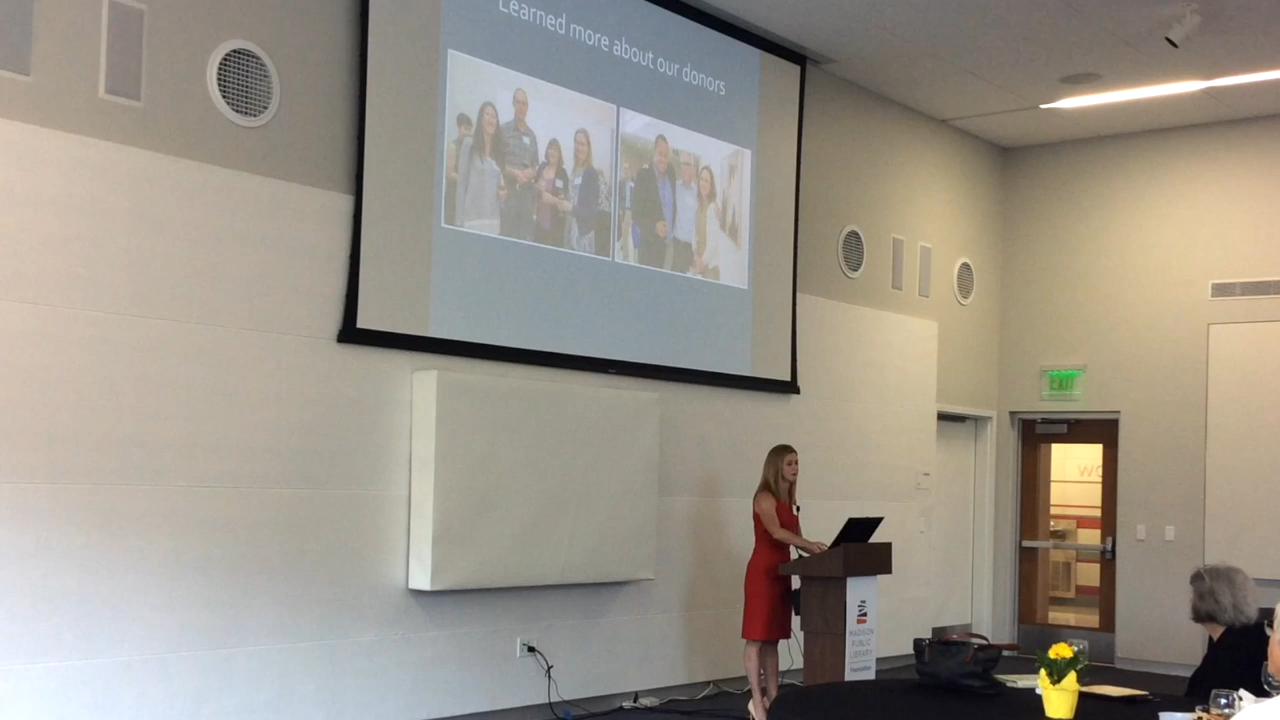 Learned more about our donors
EXIT
MADISON
PUBLIC
LIBRARY
Foundation